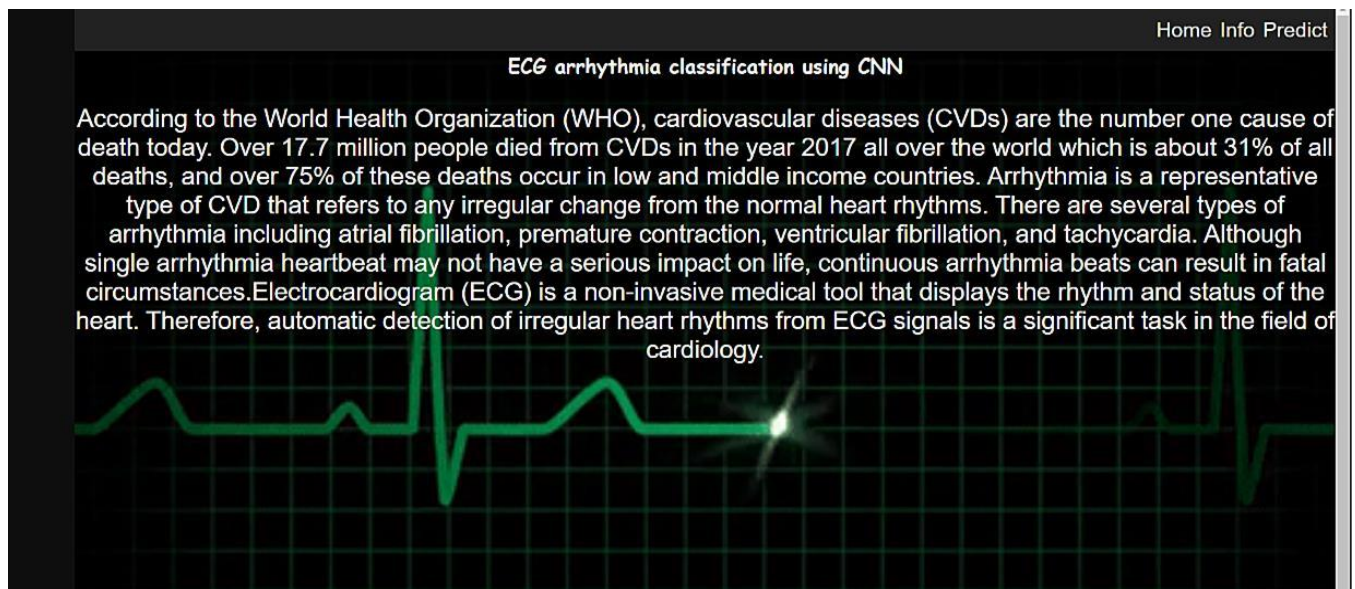 Home Info Predict
ECG arrhythmia classification using CNN
According to the World Health Organization (WHO), cardiovascular diseases (CVDs) are the number one cause of
death today. Over 17.7 million people died from CVDs in the year 2017 all over the world which is about 31% of all
deaths, and over 75% of these deaths occur in low and middle income countries. Arrhythmia is a representative
type of CVD that refers to any irregular change from the normal heart rhythms. There are several types of
arrhythmia including atrial fibrillation, premature contraction, ventricular fibrillation, and tachycardia. Although
single arrhythmia heartbeat may not have a serious impact on life, continuous arrhythmia beats can result in fatal
circumstances.Electrocardiogram (ECG) is a non-invasive medical tool that displays the rhythm and status of the
heart. Therefore, automatic detection of irregular heart rhythms from ECG signals is a significant task in the field of
cardiology.